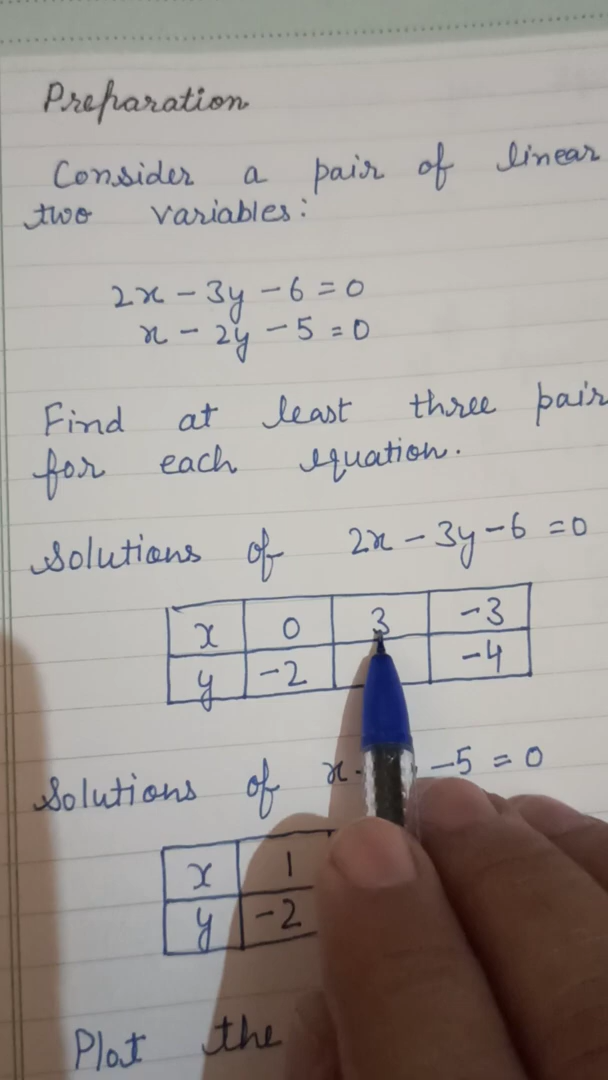 Preparation
Consider a pair of linear
two variables:
2x - 3y - 6 = 0
x - 2y - 5 = 0
Find at least three pair
for each equation.
Solutions of 2x - 3y - 6 = 0
x 0 3 -3
y -2 -4
Solutions of x - 5 = 0
x 1
y -2
Plot the